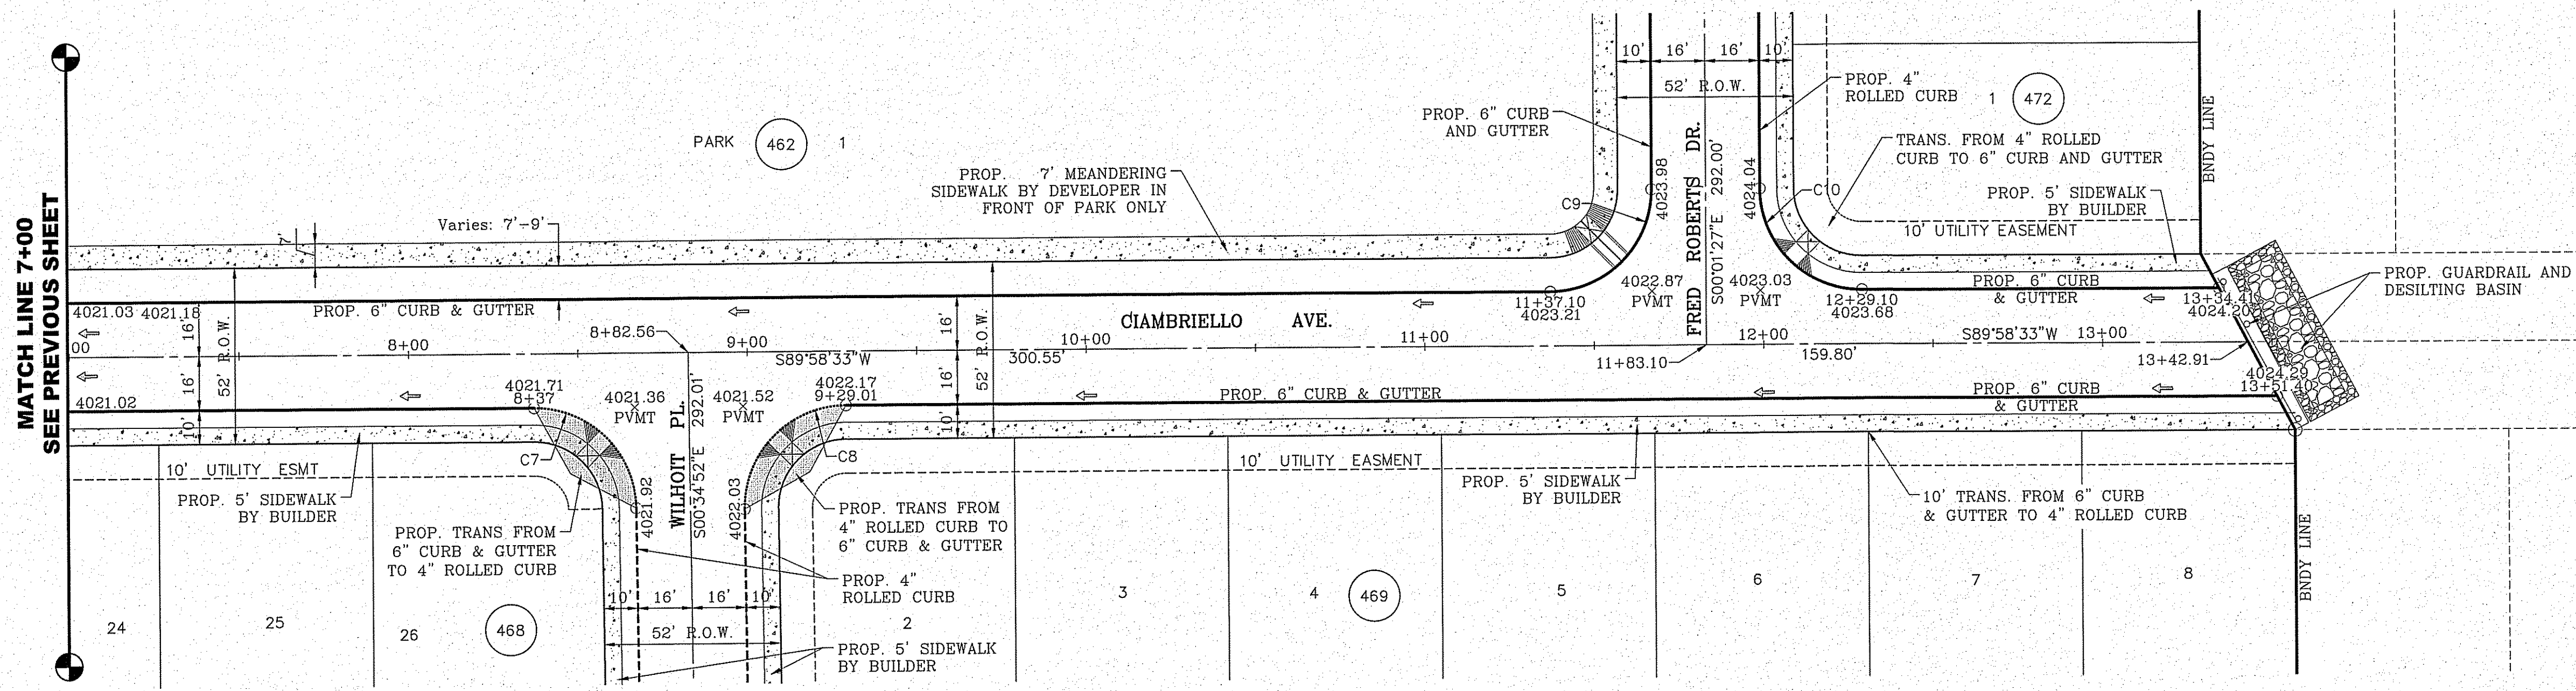 MATCH LINE 7+00
SEE PREVIOUS SHEET
PARK
462
1
PROP. 7' MEANDERING
SIDEWALK BY DEVELOPER IN
FRONT OF PARK ONLY
Varies: 7'-9'
7'
PROP. 6" CURB
AND GUTTER
10'
16'
16'
10'
52' R.O.W.
PROP. 4"
ROLLED CURB
1
472
TRANS. FROM 4" ROLLED
CURB TO 6" CURB AND GUTTER
PROP. 5' SIDEWALK
BY BUILDER
10' UTILITY EASEMENT
BNDY LINE
PROP. GUARDRAIL AND
DESILTING BASIN
C9
C10
4023.98
FRED ROBERTS DR.
S00°01'27"E 292.00'
4024.04
4022.87
PVMT
4023.03
PVMT
11+37.10
4023.21
12+29.10
4023.68
PROP. 6" CURB
& GUTTER
13+34.41
4024.20
4021.03
4021.18
16'
52' R.O.W
PROP. 6" CURB & GUTTER
8+82.56
CIAMBRIELLO AVE.
16'
52' R.O.W.
00
8+00
9+00
10+00
11+00
12+00
13+00
S89°58'33"W
300.55'
11+83.10
159.80'
S89°58'33"W
13+42.91
16'
4021.02
10'
4021.71
8+37
4021.36
PVMT
4021.52
PVMT
4022.17
9+29.01
16'
10'
PROP. 6" CURB & GUTTER
PROP. 6" CURB
& GUTTER
4024.29
13+51.40
WILHOIT PL.
S00°34'52"E 292.01'
4021.92
4022.03
C7
C8
10' UTILITY ESMT
PROP. 5' SIDEWALK
BY BUILDER
PROP. TRANS FROM
6" CURB & GUTTER
TO 4" ROLLED CURB
PROP. TRANS FROM
4" ROLLED CURB TO
6" CURB & GUTTER
10' UTILITY EASMENT
PROP. 5' SIDEWALK
BY BUILDER
10' TRANS. FROM 6" CURB
& GUTTER TO 4" ROLLED CURB
BNDY LINE
PROP. 4"
ROLLED CURB
10'
16'
16'
10'
52' R.O.W.
PROP. 5' SIDEWALK
BY BUILDER
24
25
26
468
2
3
4
469
5
6
7
8